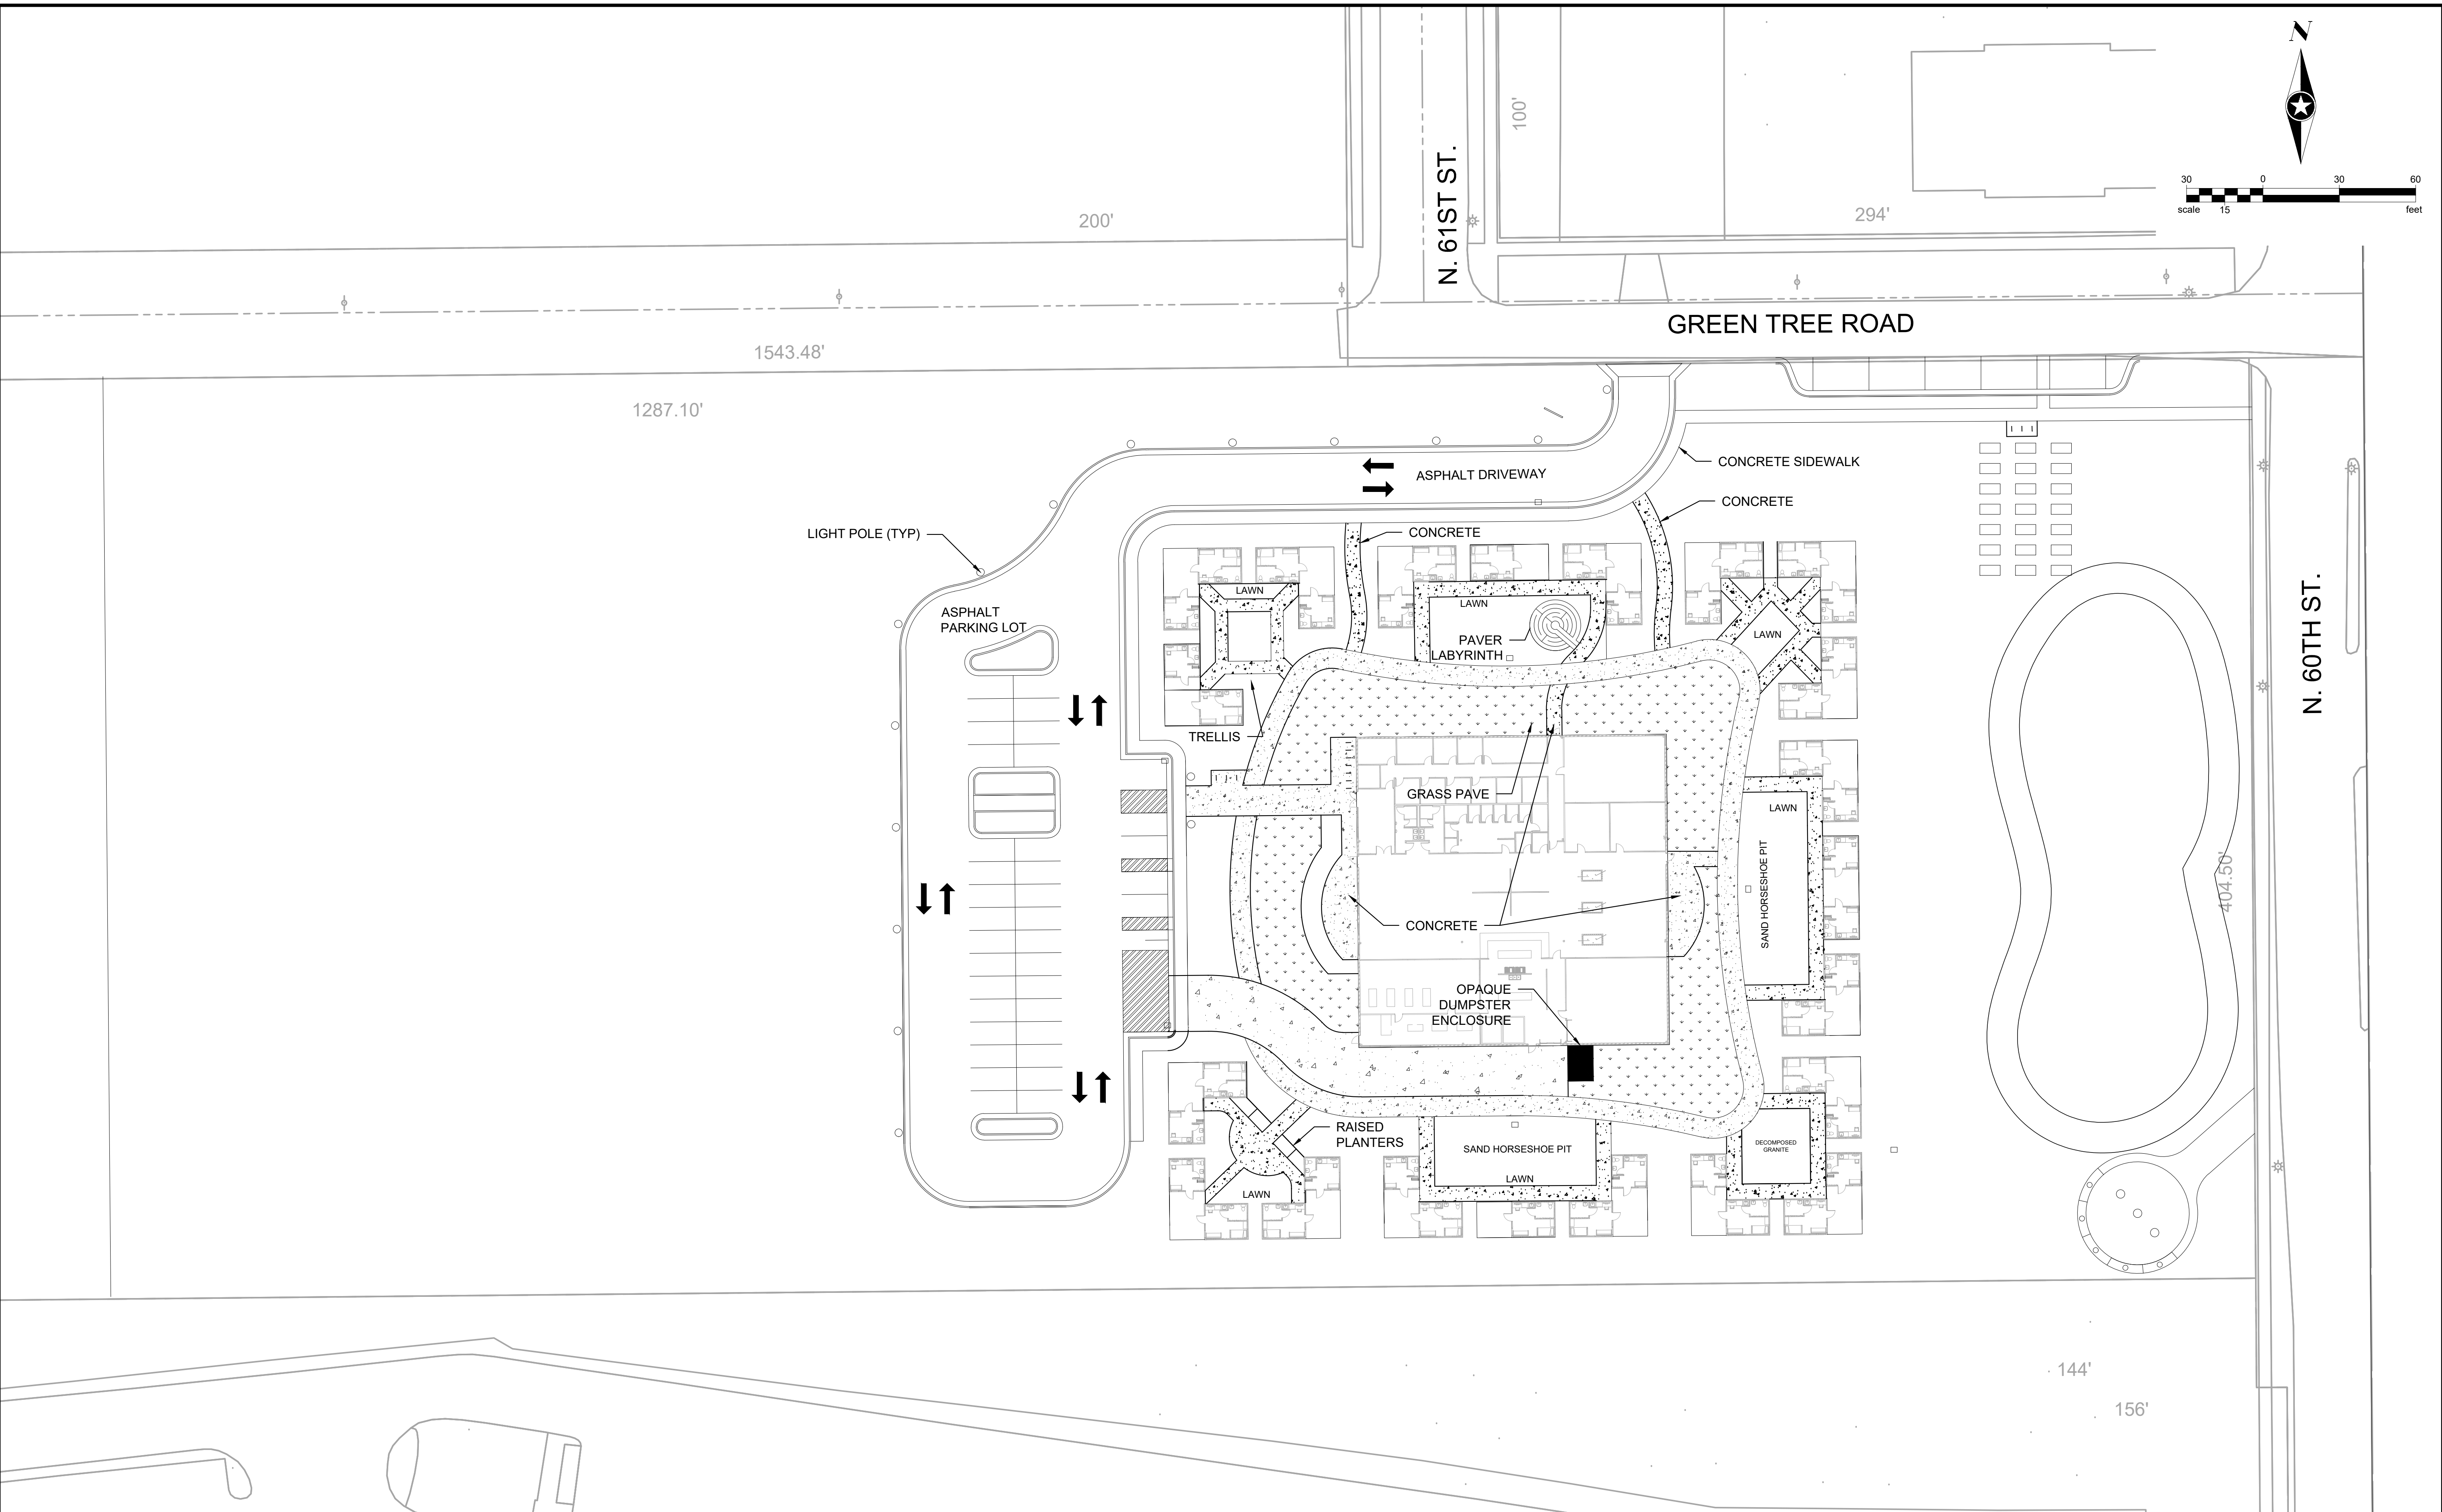 N
30 0 30 60
scale 15 feet
100'
N. 61ST ST.
200'
294'
GREEN TREE ROAD
1543.48'
1287.10'
CONCRETE SIDEWALK
ASPHALT DRIVEWAY
CONCRETE
CONCRETE
LIGHT POLE (TYP)
LAWN
LAWN
ASPHALT
PARKING LOT
PAVER
LABYRINTH
LAWN
N. 60TH ST.
TRELLIS
GRASS PAVE
LAWN
SAND HORSESHOE PIT
404.50'
CONCRETE
OPAQUE
DUMPSTER
ENCLOSURE
RAISED
PLANTERS
SAND HORSESHOE PIT
LAWN
DECOMPOSED
GRANITE
LAWN
144'
156'